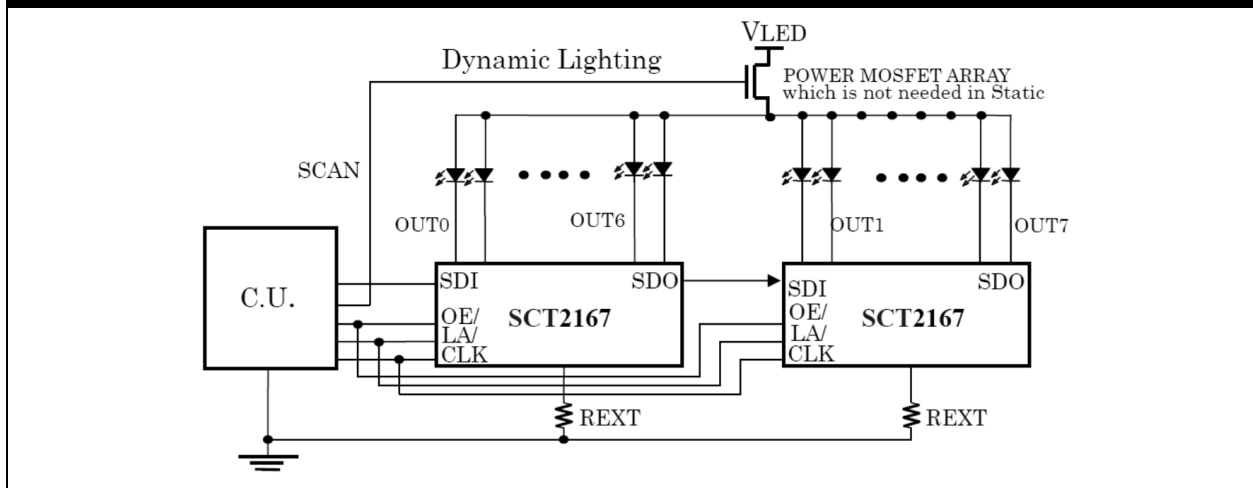 VLED
Dynamic Lighting
POWER MOSFET ARRAY
which is not needed in Static
SCAN
OUT0
OUT6
OUT1
OUT7
C.U.
SDI
SDO
OE/
LA/
CLK
SCT2167
SDI
SDO
OE/
LA/
CLK
SCT2167
REXT
REXT